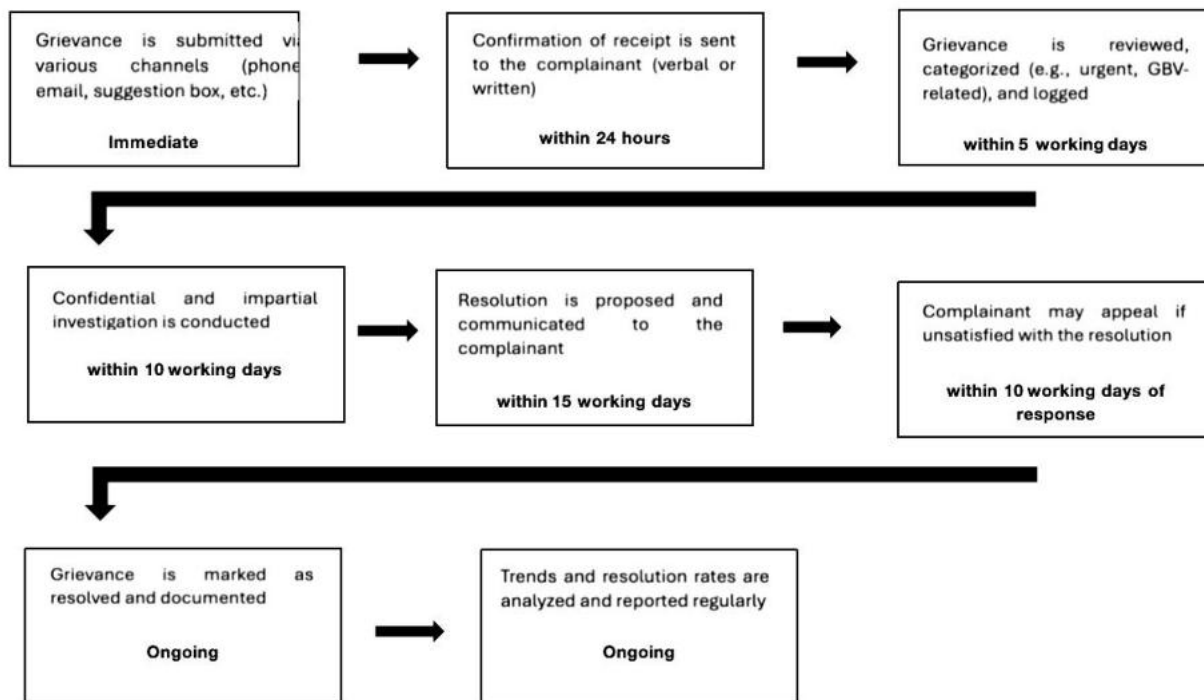 Grievance is submitted via
various channels (phone
email, suggestion box, etc.)
Immediate
Confirmation of receipt is sent
to the complainant (verbal or
written)
within 24 hours
Grievance is reviewed,
categorized (e.g., urgent, GBV-
related), and logged
within 5 working days
Confidential and impartial
investigation is conducted
within 10 working days
Resolution is proposed and
communicated to the
complainant
within 15 working days
Complainant may appeal if
unsatisfied with the resolution
within 10 working days of
response
Grievance is marked as
resolved and documented
Ongoing
Trends and resolution rates are
analyzed and reported regularly
Ongoing